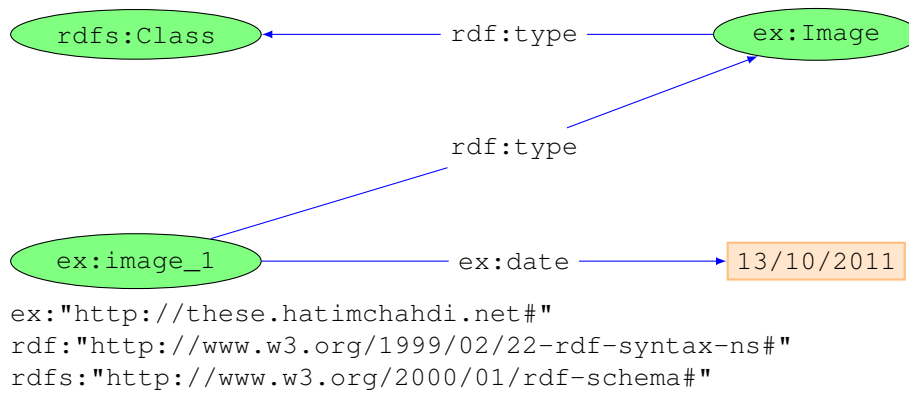 rdfs:Class rdf:type ex:Image
rdf:type
ex:image_1 ex:date 13/10/2011
ex:"http://these.hatimchahdi.net#"
rdf:"http://www.w3.org/1999/02/22-rdf-syntax-ns#"
rdfs:"http://www.w3.org/2000/01/rdf-schema#"